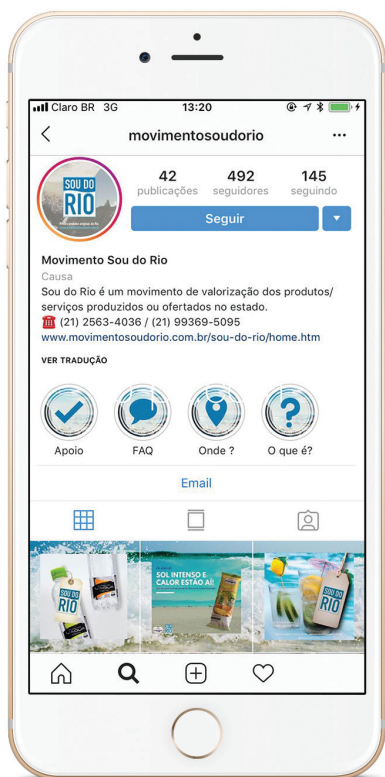 Claro BR 3G 13:20
movimentosoudorio
SOU DO
RIO
42 492 145
publicações seguidores seguindo
Seguir
Movimento Sou do Rio
Causa
Sou do Rio é um movimento de valorização dos produtos/
serviços produzidos ou ofertados no estado.
(21) 2563-4036 / (21) 99369-5095
www.movimentosoudorio.com.br/sou-do-rio/home.htm
VER TRADUÇÃO
Apoio FAQ Onde ? O que é?
Email
SOU DO
RIO
SOL INTENSO E
CALOR ESTÃO AÍ!
SOU DO
RIO